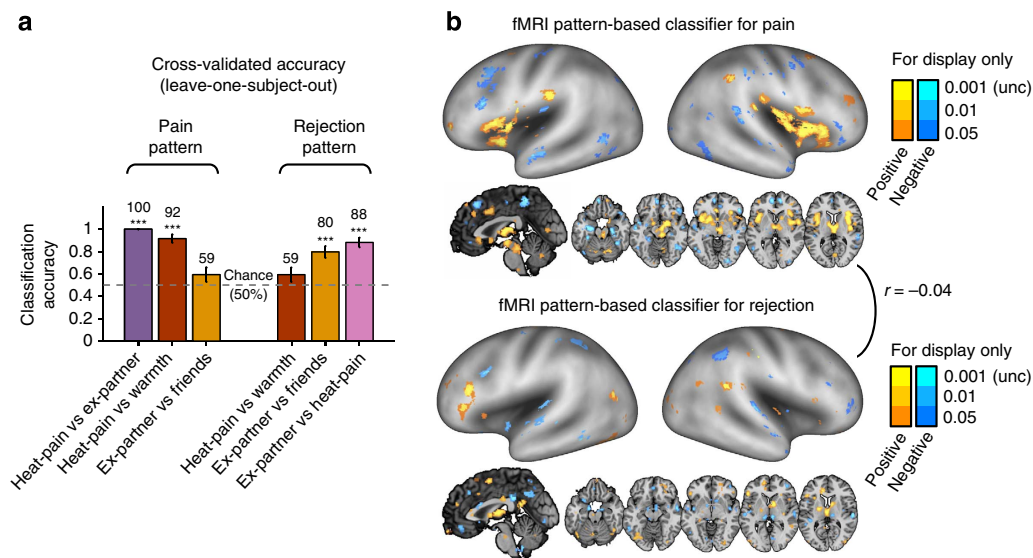 a
Cross-validated accuracy
(leave-one-subject-out)
Pain
pattern
Rejection
pattern
Classification
accuracy
1
0.8
0.6
0.4
0.2
0
100
***
92
***
59
Chance
(50%)
59
80
***
88
***
Heat-pain vs ex-partner
Heat-pain vs warmth
Ex-partner vs friends
Heat-pain vs warmth
Ex-partner vs friends
Ex-partner vs heat-pain
b
fMRI pattern-based classifier for pain
For display only
0.001 (unc)
0.01
0.05
Positive
Negative
r = −0.04
fMRI pattern-based classifier for rejection
For display only
0.001 (unc)
0.01
0.05
Positive
Negative